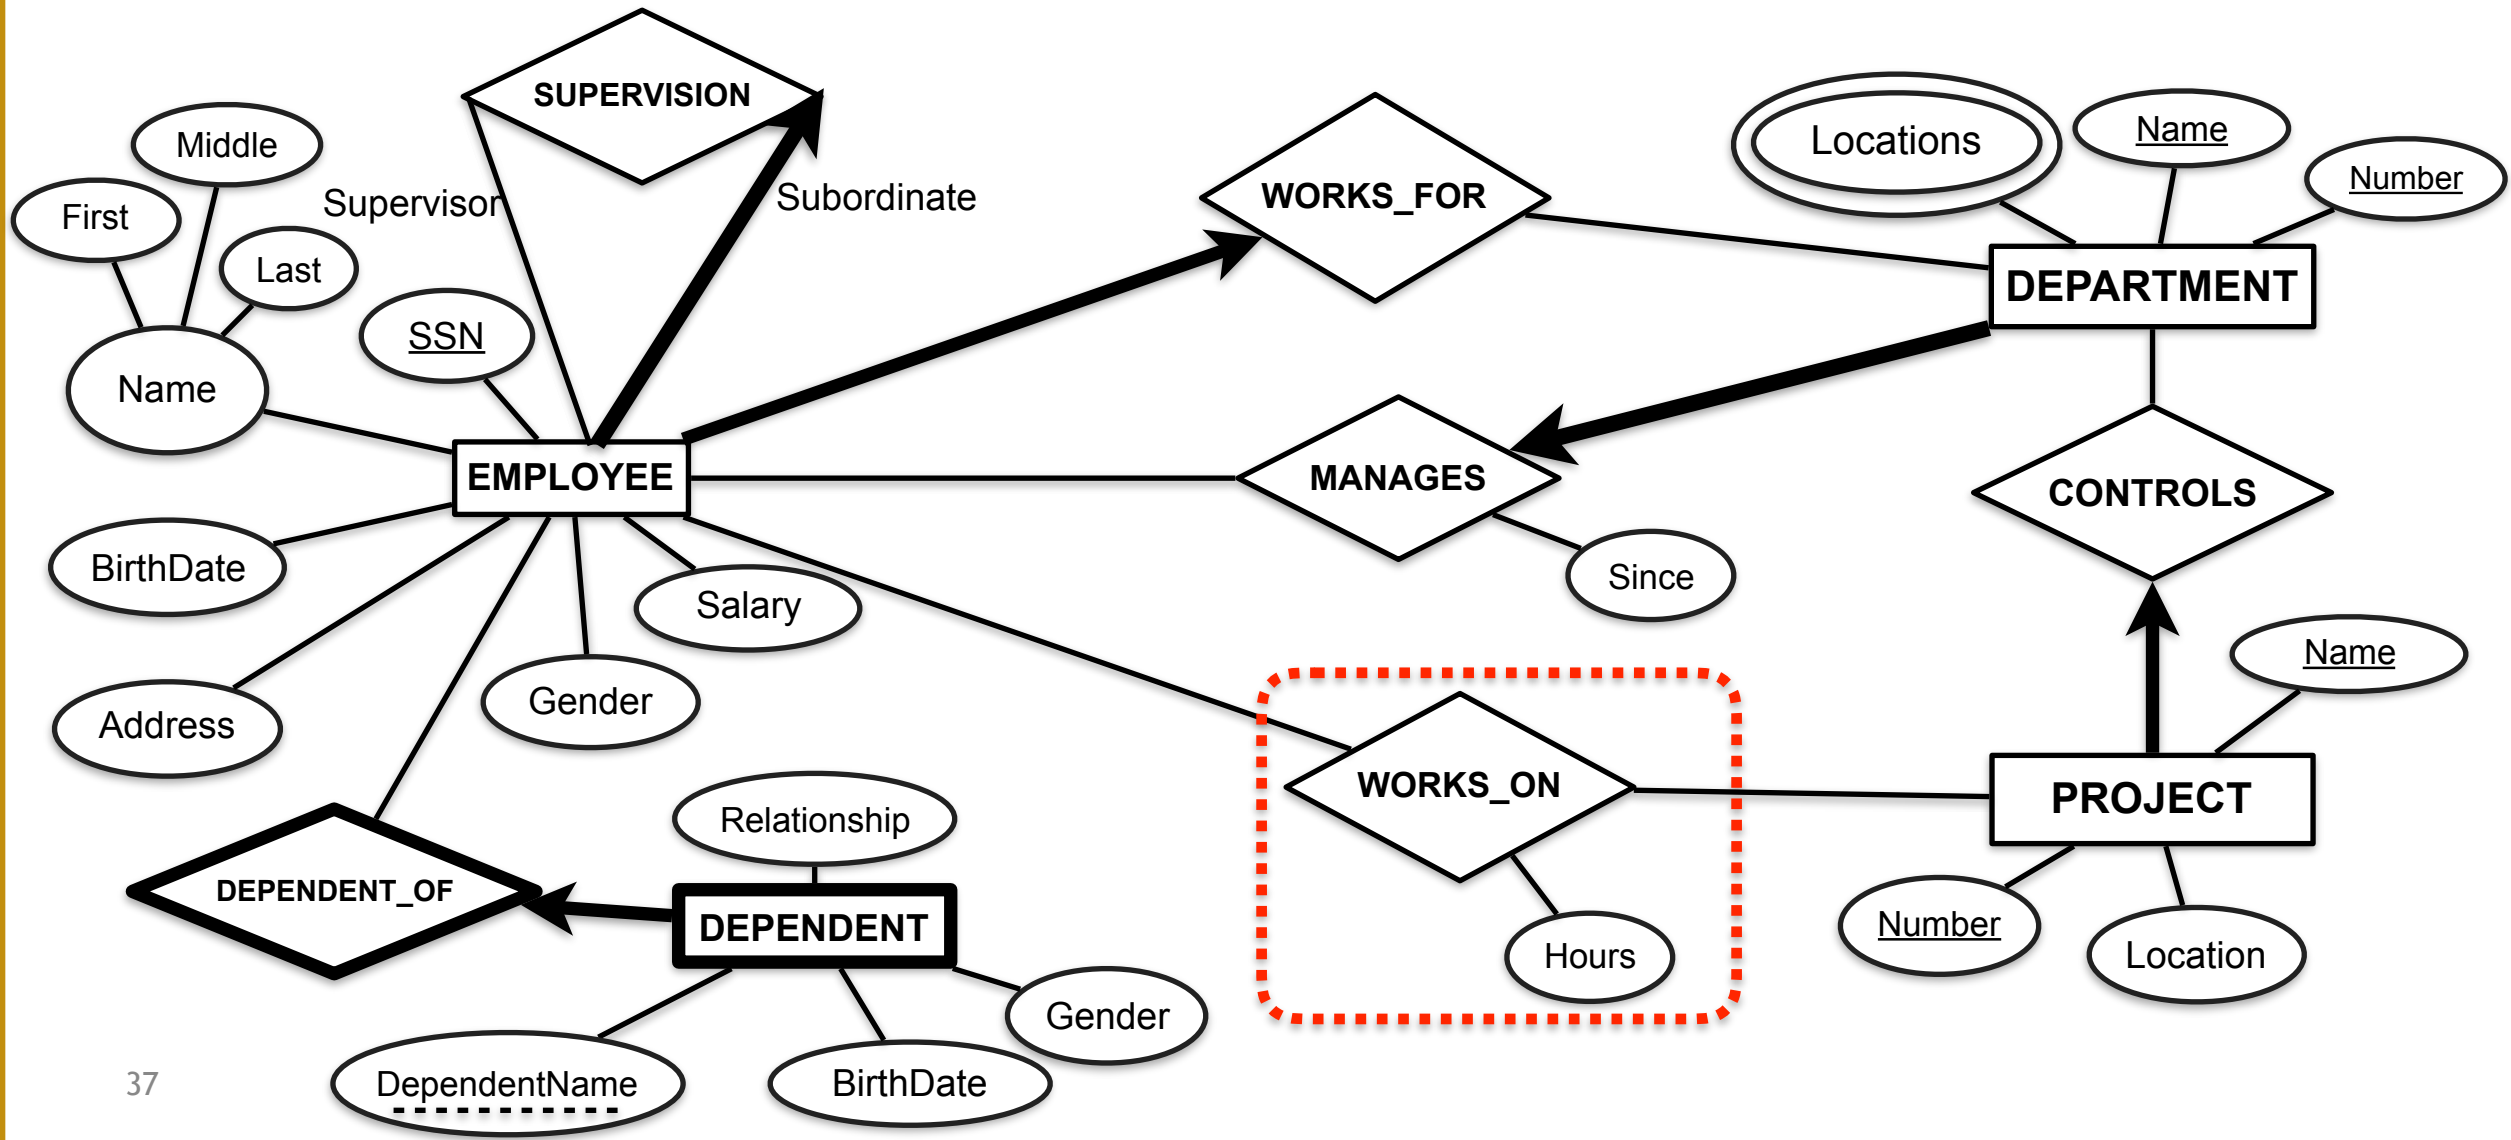 SUPERVISION
Locations
Name
Number
Middle
First
Supervisor
Subordinate
WORKS_FOR
Last
SSN
Name
DEPARTMENT
EMPLOYEE
MANAGES
CONTROLS
BirthDate
Since
Salary
Name
Address
Gender
WORKS_ON
PROJECT
Relationship
DEPENDENT_OF
DEPENDENT
Number
Location
Hours
Gender
37
DependentName
BirthDate